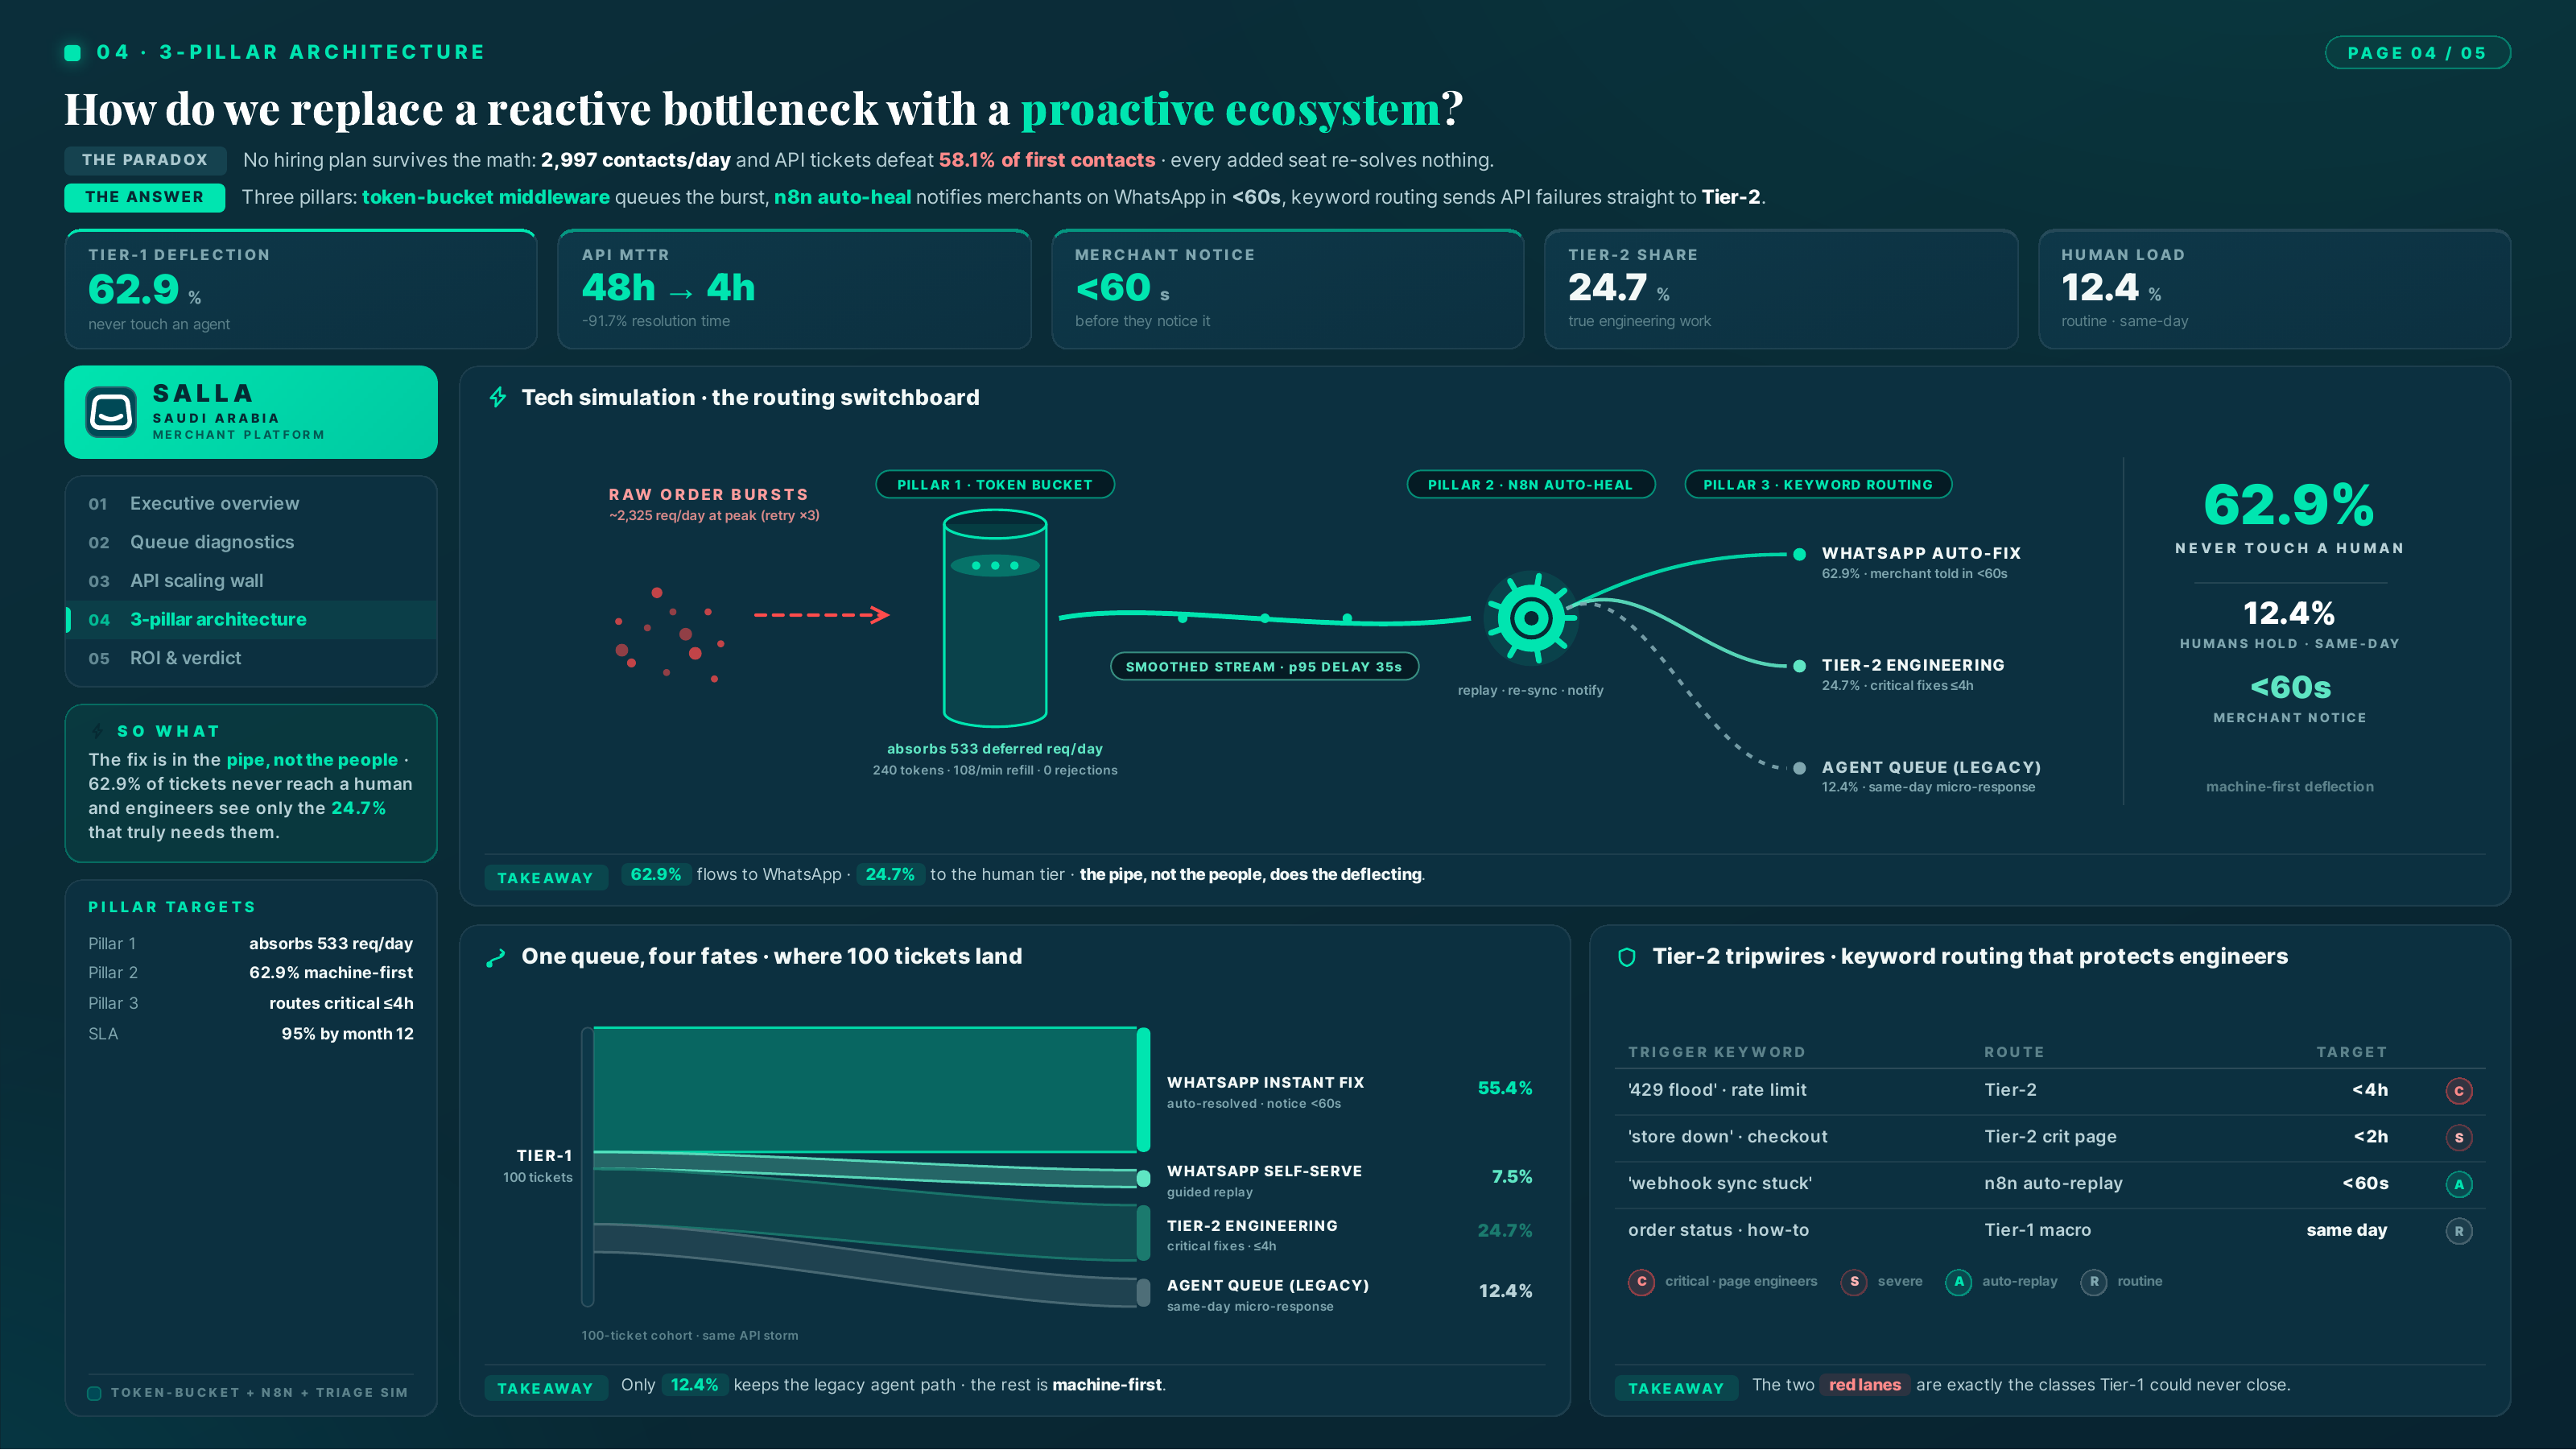 04 · 3-PILLAR ARCHITECTURE
PAGE 04 / 05
How do we replace a reactive bottleneck with a proactive ecosystem?
THE PARADOX No hiring plan survives the math: 2,997 contacts/day and API tickets defeat 58.1% of first contacts · every added seat re-solves nothing.
THE ANSWER Three pillars: token-bucket middleware queues the burst, n8n auto-heal notifies merchants on WhatsApp in <60s, keyword routing sends API failures straight to Tier-2.
TIER-1 DEFLECTION
62.9 %
never touch an agent
API MTTR
48h → 4h
-91.7% resolution time
MERCHANT NOTICE
<60 s
before they notice it
TIER-2 SHARE
24.7 %
true engineering work
HUMAN LOAD
12.4 %
routine · same-day
SALLA
SAUDI ARABIA
MERCHANT PLATFORM
01 Executive overview
02 Queue diagnostics
03 API scaling wall
04 3-pillar architecture
05 ROI & verdict
SO WHAT
The fix is in the pipe, not the people ·
62.9% of tickets never reach a human
and engineers see only the 24.7%
that truly needs them.
PILLAR TARGETS
Pillar 1 absorbs 533 req/day
Pillar 2 62.9% machine-first
Pillar 3 routes critical ≤4h
SLA 95% by month 12
TOKEN-BUCKET + N8N + TRIAGE SIM
Tech simulation · the routing switchboard
RAW ORDER BURSTS
~2,325 req/day at peak (retry ×3)
PILLAR 1 · TOKEN BUCKET
absorbs 533 deferred req/day
240 tokens · 108/min refill · 0 rejections
SMOOTHED STREAM · p95 DELAY 35s
PILLAR 2 · N8N AUTO-HEAL
replay · re-sync · notify
PILLAR 3 · KEYWORD ROUTING
WHATSAPP AUTO-FIX
62.9% · merchant told in <60s
TIER-2 ENGINEERING
24.7% · critical fixes ≤4h
AGENT QUEUE (LEGACY)
12.4% · same-day micro-response
62.9%
NEVER TOUCH A HUMAN
12.4%
HUMANS HOLD · SAME-DAY
<60s
MERCHANT NOTICE
machine-first deflection
TAKEAWAY 62.9% flows to WhatsApp · 24.7% to the human tier · the pipe, not the people, does the deflecting.
One queue, four fates · where 100 tickets land
TIER-1
100 tickets
WHATSAPP INSTANT FIX 55.4%
auto-resolved · notice <60s
WHATSAPP SELF-SERVE 7.5%
guided replay
TIER-2 ENGINEERING 24.7%
critical fixes · ≤4h
AGENT QUEUE (LEGACY) 12.4%
same-day micro-response
100-ticket cohort · same API storm
TAKEAWAY Only 12.4% keeps the legacy agent path · the rest is machine-first.
Tier-2 tripwires · keyword routing that protects engineers
TRIGGER KEYWORD ROUTE TARGET
'429 flood' · rate limit Tier-2 <4h C
'store down' · checkout Tier-2 crit page <2h S
'webhook sync stuck' n8n auto-replay <60s A
order status · how-to Tier-1 macro same day R
C critical · page engineers S severe A auto-replay R routine
TAKEAWAY The two red lanes are exactly the classes Tier-1 could never close.